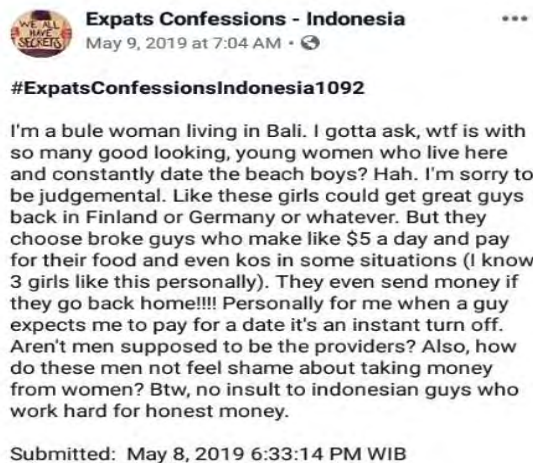 WE ALL
HAVE
SECRETS
Expats Confessions - Indonesia
May 9, 2019 at 7:04 AM ·
#ExpatsConfessionsIndonesia1092
I'm a bule woman living in Bali. I gotta ask, wtf is with
so many good looking, young women who live here
and constantly date the beach boys? Hah. I'm sorry to
be judgemental. Like these girls could get great guys
back in Finland or Germany or whatever. But they
choose broke guys who make like $5 a day and pay
for their food and even kos in some situations (I know
3 girls like this personally). They even send money if
they go back home!!!! Personally for me when a guy
expects me to pay for a date it's an instant turn off.
Aren't men supposed to be the providers? Also, how
do these men not feel shame about taking money
from women? Btw, no insult to indonesian guys who
work hard for honest money.
Submitted: May 8, 2019 6:33:14 PM WIB